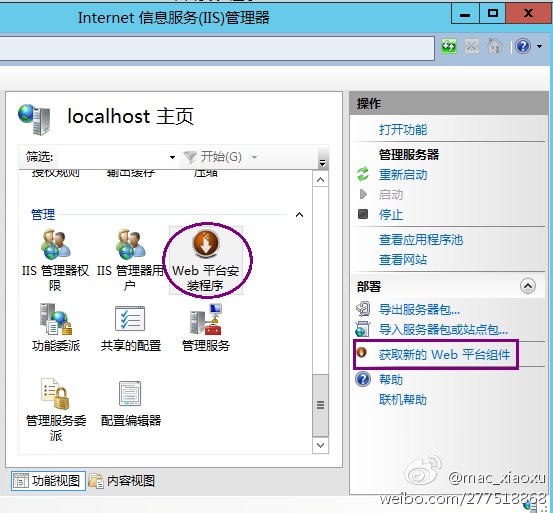 Internet 信息服务(IIS)管理器
localhost 主页
筛选:
开始(G)
授权规则
输出缓存
压缩
管理
IIS 管理器权
限
IIS 管理器用
户
Web 平台安
装程序
功能委派
共享的配置
管理服务
管理服务委
派
配置编辑器
功能视图
内容视图
操作
打开功能
管理服务器
重新启动
启动
停止
查看应用程序池
查看网站
部署
导出服务器包...
导入服务器包或站点包...
获取新的 Web 平台组件
帮助
联机帮助
@mac_xiaoxu
weibo.com/277518868